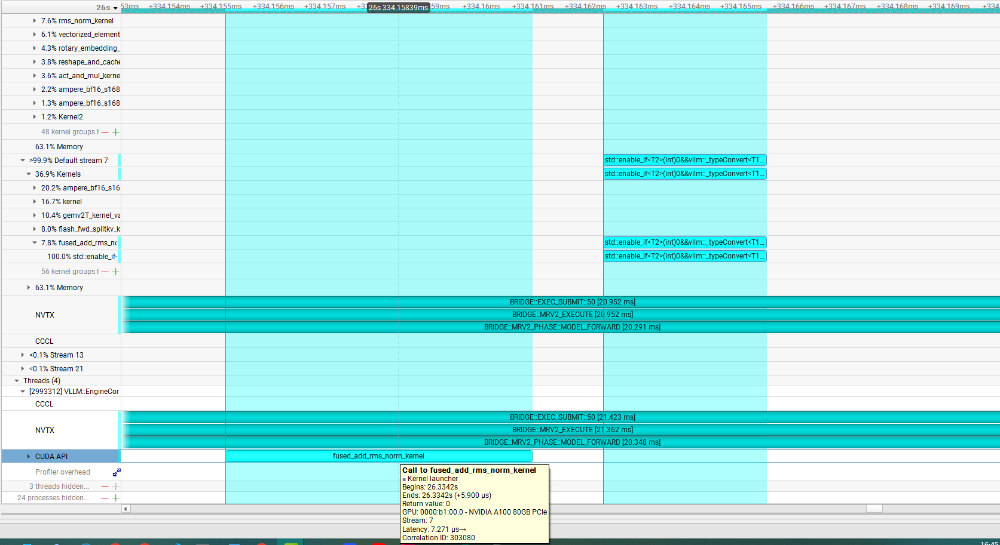 26s
53ms +334.154ms +334.155ms +334.156ms +334.157ms 26s 334.15839ms 59ms +334.16ms +334.161ms +334.162ms +334.163ms +334.164ms +334.165ms +334.166ms +334.167ms +334.168ms +334.169ms +334
7.6% rms_norm_kernel
6.1% vectorized_element
4.3% rotary_embedding_
3.8% reshape_and_cache
3.6% act_and_mul_kerne
2.2% ampere_bf16_s168
1.3% ampere_bf16_s168
1.2% Kernel2
48 kernel groups
63.1% Memory
>99.9% Default stream 7 std::enable_if<T2>(int)0&&vllm::_typeConvert<T1...
36.9% Kernels std::enable_if<T2>(int)0&&vllm::_typeConvert<T1...
20.2% ampere_bf16_s16
16.7% kernel
10.4% gemv2T_kernel_va
8.0% flash_fwd_splitkv_k
7.8% fused_add_rms_no std::enable_if<T2>(int)0&&vllm::_typeConvert<T1...
100.0% std::enable_if std::enable_if<T2>(int)0&&vllm::_typeConvert<T1...
56 kernel groups
63.1% Memory
BRIDGE::EXEC_SUBMIT::50 [20.952 ms]
NVTX BRIDGE::MRV2_EXECUTE [20.952 ms]
BRIDGE::MRV2_PHASE::MODEL_FORWARD [20.291 ms]
CCCL
<0.1% Stream 13
<0.1% Stream 21
Threads (4)
[2993312] VLLM::EngineCor
CCCL
BRIDGE::EXEC_SUBMIT::50 [21.423 ms]
NVTX BRIDGE::MRV2_EXECUTE [21.362 ms]
BRIDGE::MRV2_PHASE::MODEL_FORWARD [20.348 ms]
CUDA API fused_add_rms_norm_kernel
Profiler overhead
3 threads hidden...
24 processes hidden...
Call to fused_add_rms_norm_kernel
Kernel launcher
Begins: 26.3342s
Ends: 26.3342s (+5.900 μs)
Return value: 0
GPU: 0000:b1:00.0 - NVIDIA A100 80GB PCIe
Stream: 7
Latency: 7.271 μs→
Correlation ID: 303080
16:45